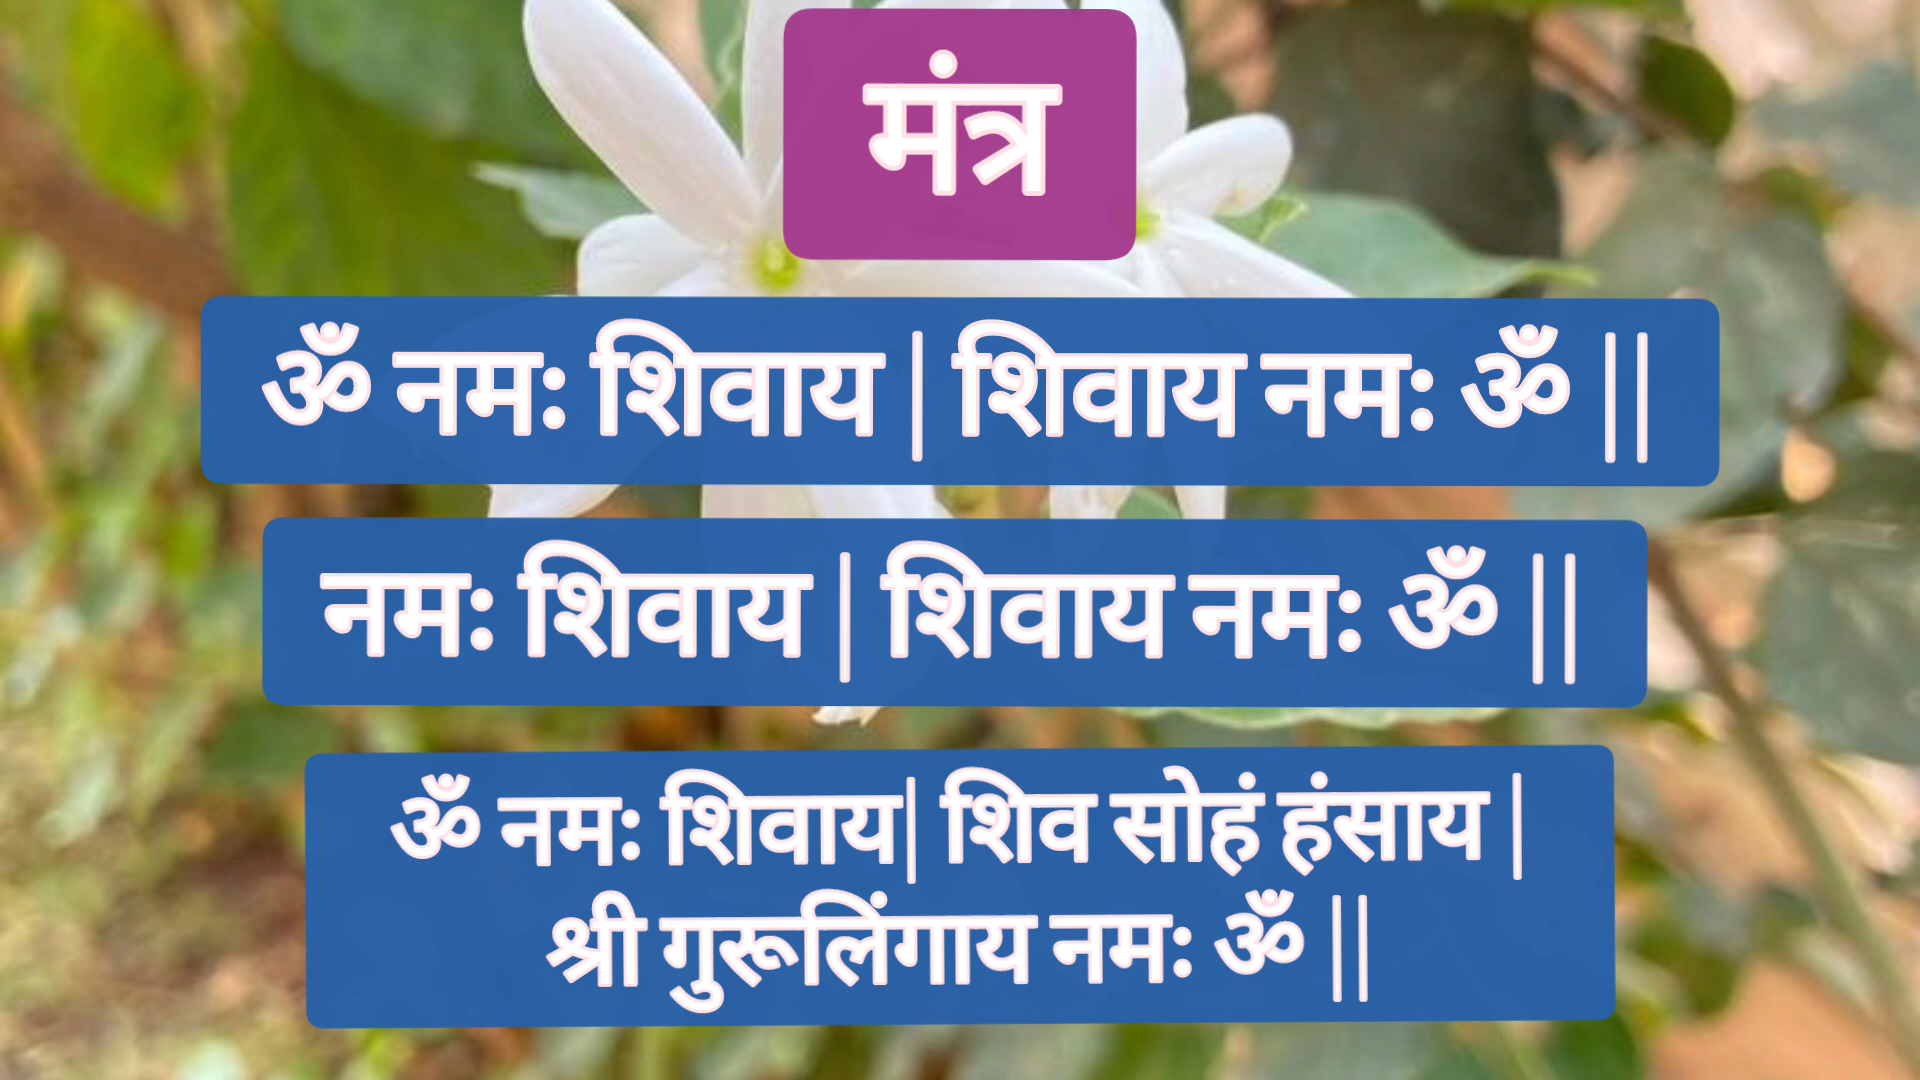 मंत्र
ॐ नमः शिवाय | शिवाय नमः ॐ ||
नमः शिवाय | शिवाय नमः ॐ ||
ॐ नमः शिवाय| शिव सोहं हंसाय |
श्री गुरूलिंगाय नमः ॐ ||